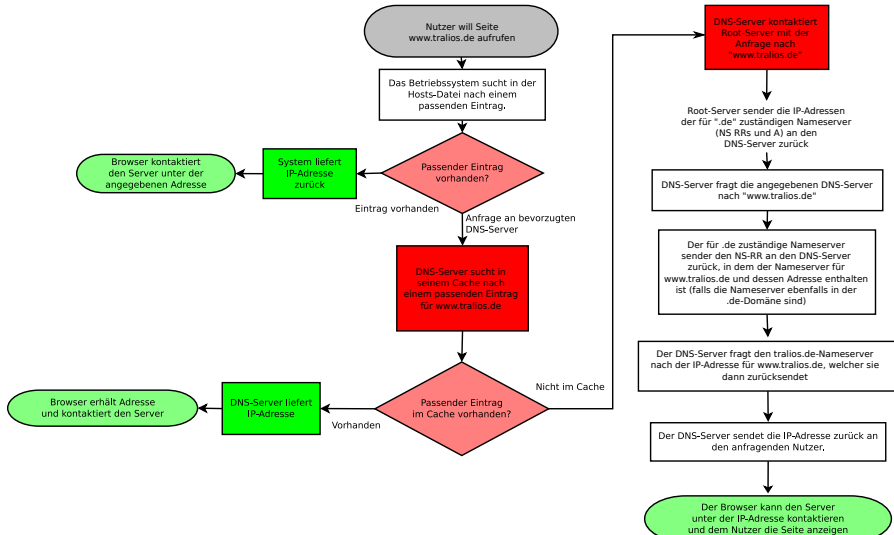 Nutzer will Seite
www.tralios.de aufrufen
Das Betriebssystem sucht in der
Hosts-Datei nach einem
passenden Eintrag.
Passender Eintrag
vorhanden?
Eintrag vorhanden
System liefert
IP-Adresse
zurück
Browser kontaktiert
den Server unter der
angegebenen Adresse
Anfrage an bevorzugten
DNS-Server
DNS-Server sucht in
seinem Cache nach
einem passenden Eintrag
für www.tralios.de
Passender Eintrag
im Cache vorhanden?
Vorhanden
DNS-Server liefert
IP-Adresse
Browser erhält Adresse
und kontaktiert den Server
Nicht im Cache
DNS-Server kontaktiert
Root-Server mit der
Anfrage nach
"www.tralios.de"
Root-Server sender die IP-Adressen
der für ".de" zuständigen Nameserver
(NS RRs und A) an den
DNS-Server zurück
DNS-Server fragt die angegebenen DNS-Server
nach "www.tralios.de"
Der für .de zuständige Nameserver
sender den NS-RR an den DNS-Server
zurück, in dem der Nameserver für
www.tralios.de und dessen Adresse enthalten
ist (falls die Nameserver ebenfalls in der
.de-Domäne sind)
Der DNS-Server fragt den tralios.de-Nameserver
nach der IP-Adresse für www.tralios.de, welcher sie
dann zurücksendet
Der DNS-Server sendet die IP-Adresse zurück an
den anfragenden Nutzer.
Der Browser kann den Server
unter der IP-Adresse kontaktieren
und dem Nutzer die Seite anzeigen